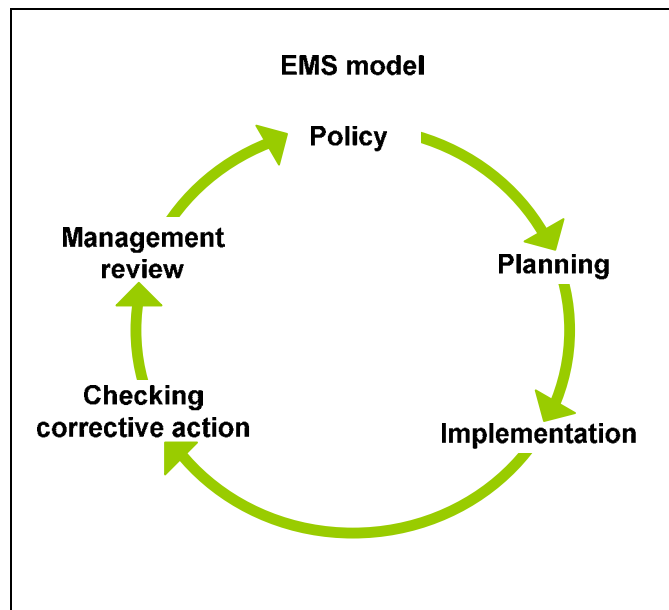 EMS model
Policy
Planning
Implementation
Checking
corrective action
Management
review